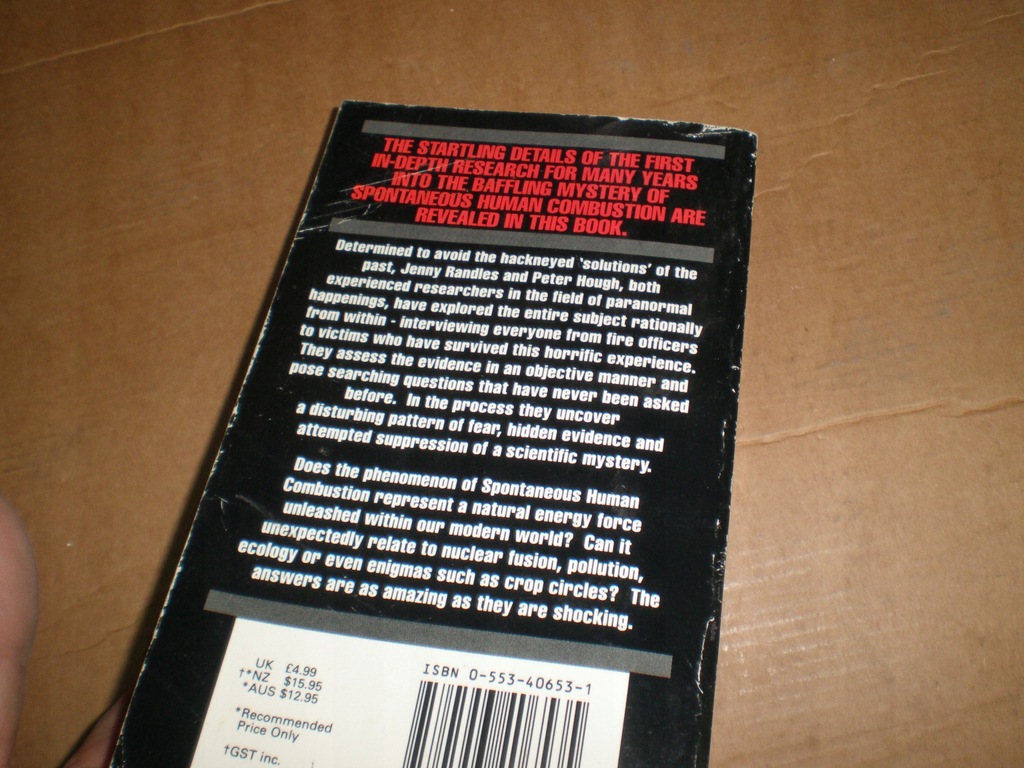 THE STARTLING DETAILS OF THE FIRST
IN-DEPTH RESEARCH FOR MANY YEARS
INTO THE BAFFLING MYSTERY OF
SPONTANEOUS HUMAN COMBUSTION ARE
REVEALED IN THIS BOOK.
Determined to avoid the hackneyed 'solutions' of the
past, Jenny Randles and Peter Hough, both
experienced researchers in the field of paranormal
happenings, have explored the entire subject rationally
from within - interviewing everyone from fire officers
to victims who have survived this horrific experience.
They assess the evidence in an objective manner and
pose searching questions that have never been asked
before. In the process they uncover
a disturbing pattern of fear, hidden evidence and
attempted suppression of a scientific mystery.
Does the phenomenon of Spontaneous Human
Combustion represent a natural energy force
unleashed within our modern world? Can it
unexpectedly relate to nuclear fusion, pollution,
ecology or even enigmas such as crop circles? The
answers are as amazing as they are shocking.
UK £4.99
†*NZ $15.95
*AUS $12.95
*Recommended
Price Only
†GST inc.
ISBN 0-553-40653-1